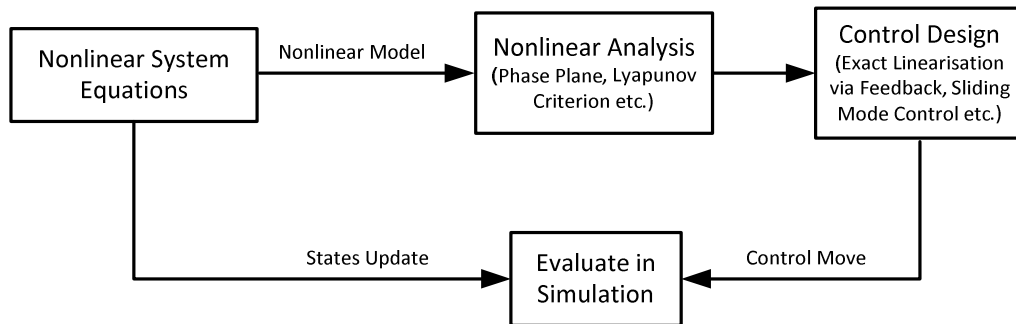 Nonlinear System
Equations
Nonlinear Model
Nonlinear Analysis
(Phase Plane, Lyapunov
Criterion etc.)
Control Design
(Exact Linearisation
via Feedback, Sliding
Mode Control etc.)
States Update
Evaluate in
Simulation
Control Move